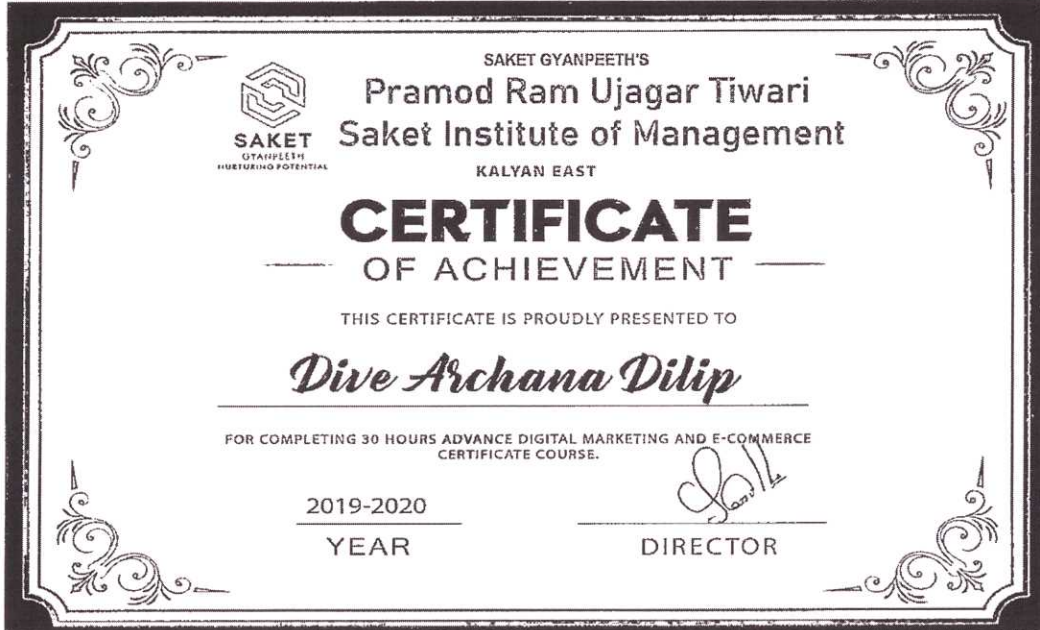 SAKET GYANPEETH'S
Pramod Ram Ujagar Tiwari
Saket Institute of Management
KALYAN EAST
SAKET
GYANPEETH
NURTURING POTENTIAL
CERTIFICATE
OF ACHIEVEMENT
THIS CERTIFICATE IS PROUDLY PRESENTED TO
Dive Archana Dilip
FOR COMPLETING 30 HOURS ADVANCE DIGITAL MARKETING AND E-COMMERCE
CERTIFICATE COURSE.
2019-2020
YEAR
DIRECTOR